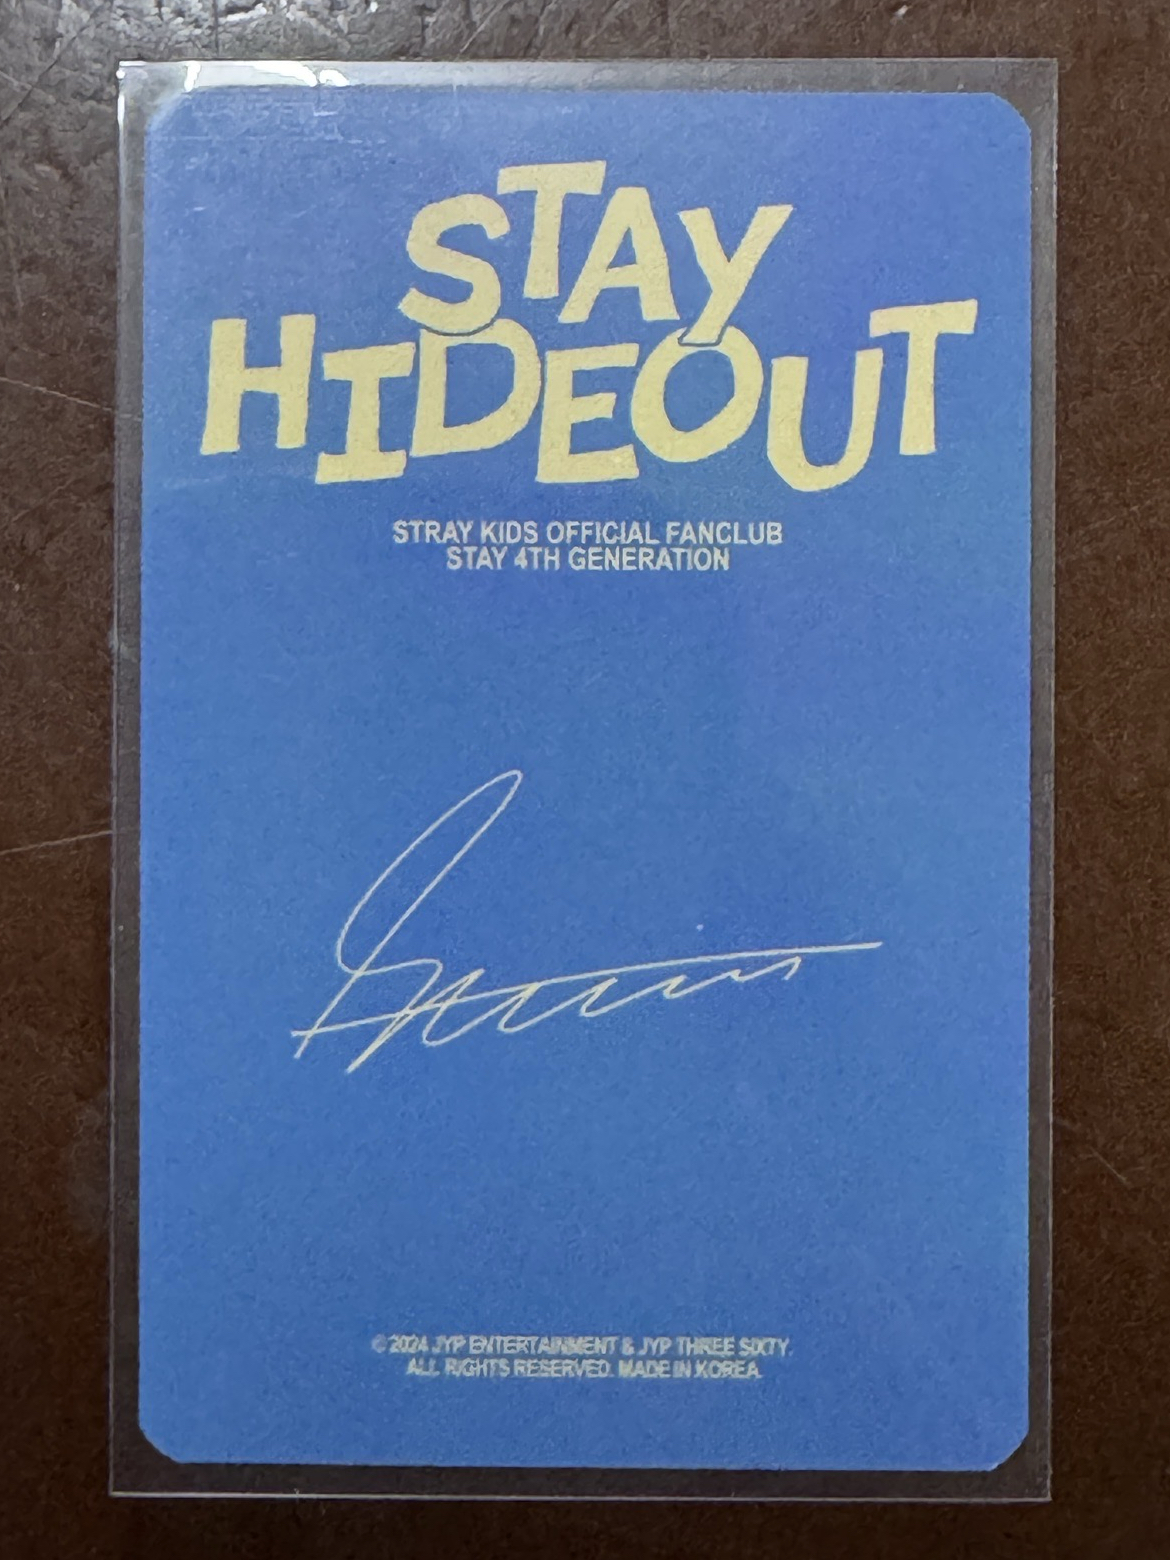 STAY
HIDEOUT
STRAY KIDS OFFICIAL FANCLUB
STAY 4TH GENERATION
© 2024 JYP ENTERTAINMENT & JYP THREE SIXTY.
ALL RIGHTS RESERVED. MADE IN KOREA.